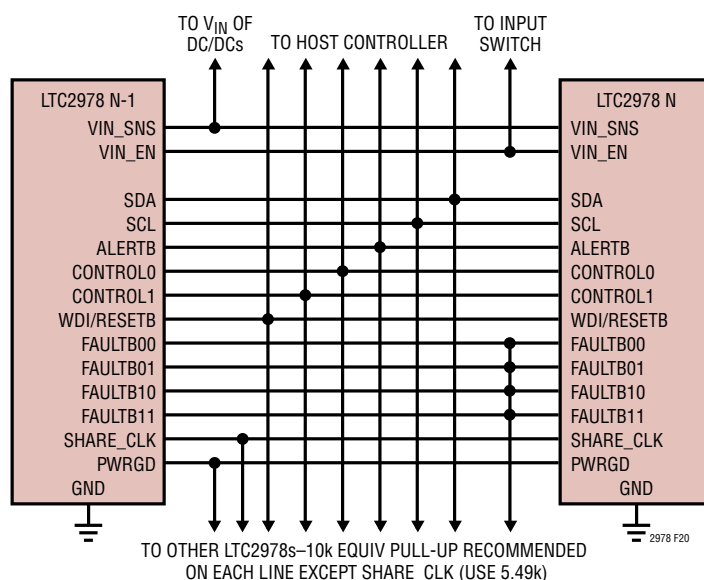 TO VIN OF
DC/DCs
TO HOST CONTROLLER
TO INPUT
SWITCH
LTC2978 N-1
VIN_SNS
VIN_EN
SDA
SCL
ALERTB
CONTROL0
CONTROL1
WDI/RESETB
FAULTB00
FAULTB01
FAULTB10
FAULTB11
SHARE_CLK
PWRGD
GND
LTC2978 N
VIN_SNS
VIN_EN
SDA
SCL
ALERTB
CONTROL0
CONTROL1
WDI/RESETB
FAULTB00
FAULTB01
FAULTB10
FAULTB11
SHARE_CLK
PWRGD
GND
2978 F20
TO OTHER LTC2978s–10k EQUIV PULL-UP RECOMMENDED
ON EACH LINE EXCEPT SHARE_CLK (USE 5.49k)